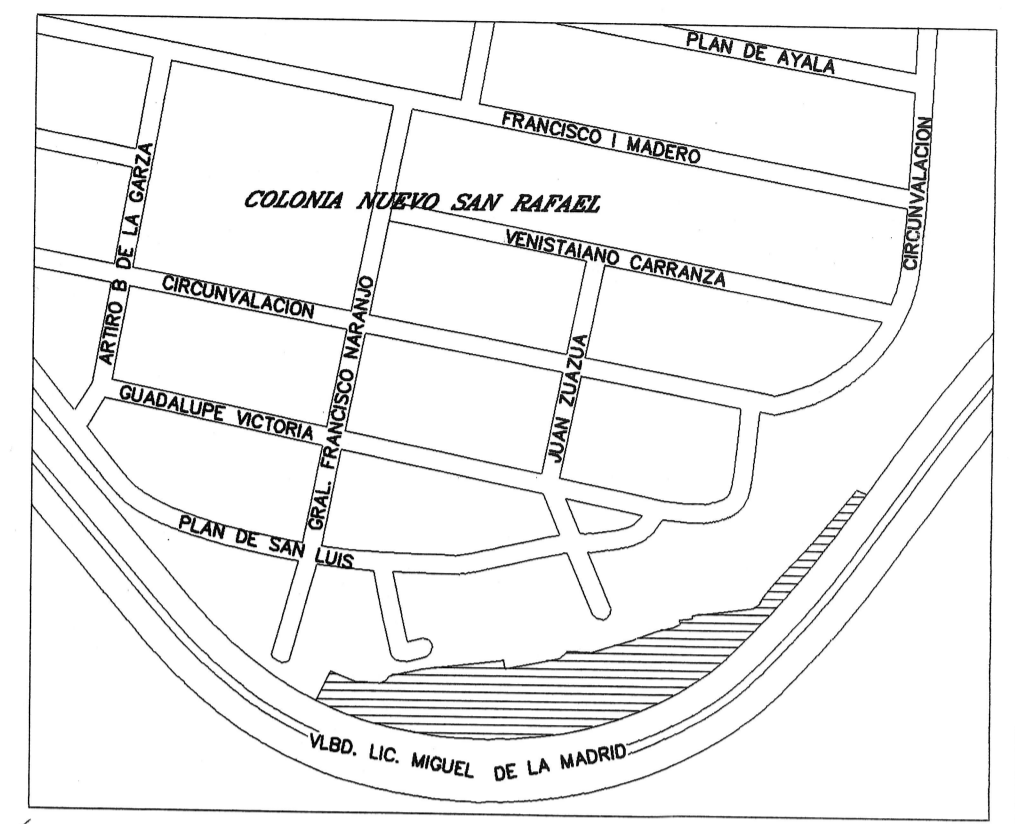 PLAN DE AYALA
FRANCISCO I MADERO
CIRCUNVALACION
ARTIRO B DE LA GARZA
COLONIA NUEVO SAN RAFAEL
VENISTAIANO CARRANZA
CIRCUNVALACION
GRAL. FRANCISCO NARANJO
JUAN ZUAZUA
GUADALUPE VICTORIA
PLAN DE SAN LUIS
VLBD. LIC. MIGUEL DE LA MADRID